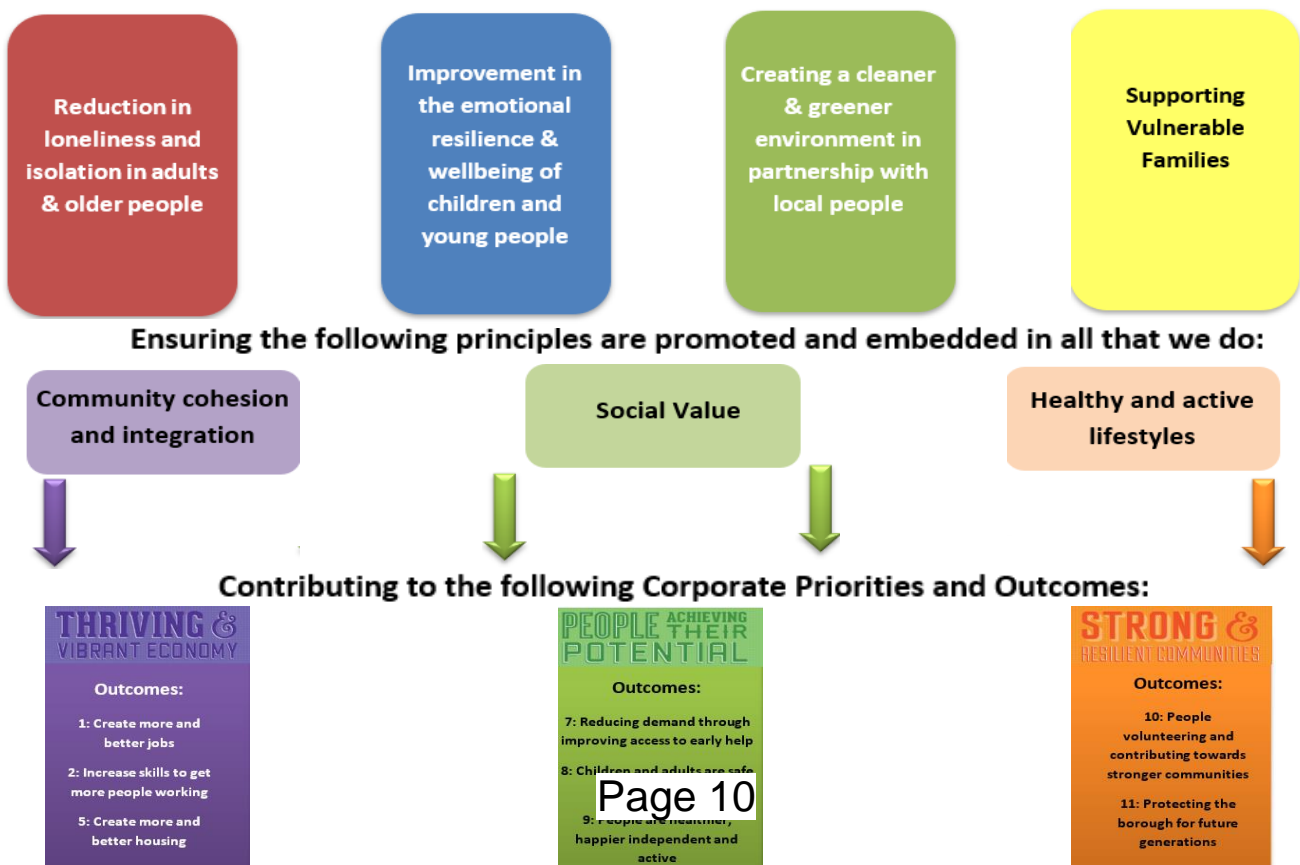 Reduction in
loneliness and
isolation in adults
& older people
Improvement in
the emotional
resilience &
wellbeing of
children and
young people
Creating a cleaner
& greener
environment in
partnership with
local people
Supporting
Vulnerable
Families
Ensuring the following principles are promoted and embedded in all that we do:
Community cohesion
and integration
Social Value
Healthy and active
lifestyles
Contributing to the following Corporate Priorities and Outcomes:
THRIVING &
VIBRANT ECONOMY
Outcomes:
1: Create more and
better jobs
2: Increase skills to get
more people working
5: Create more and
better housing
PEOPLE ACHIEVING
THEIR
POTENTIAL
Outcomes:
7: Reducing demand through
improving access to early help
8: Children and adults are safe
Page 10
9: People are healthier,
happier independent and
active
STRONG &
RESILIENT COMMUNITIES
Outcomes:
10: People
volunteering and
contributing towards
stronger communities
11: Protecting the
borough for future
generations